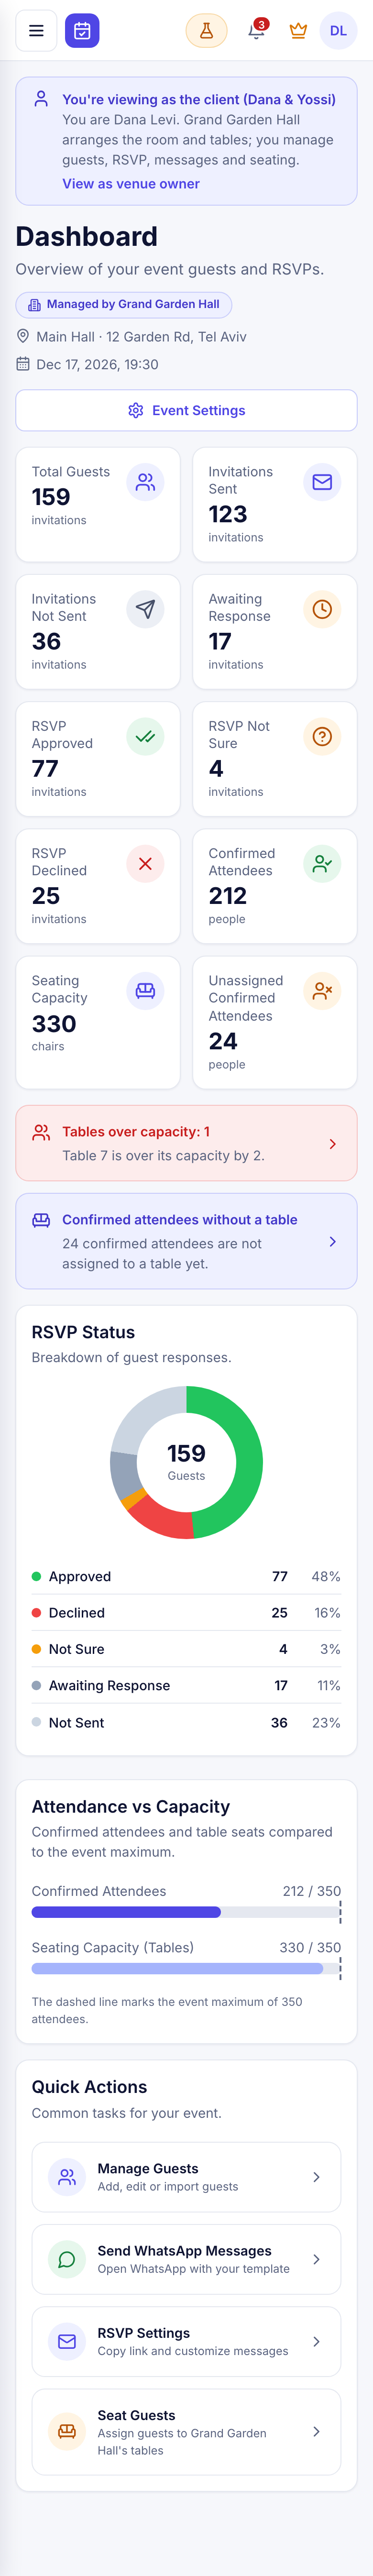 3
DL
You're viewing as the client (Dana & Yossi)
You are Dana Levi. Grand Garden Hall
arranges the room and tables; you manage
guests, RSVP, messages and seating.
View as venue owner
Dashboard
Overview of your event guests and RSVPs.
Managed by Grand Garden Hall
Main Hall · 12 Garden Rd, Tel Aviv
Dec 17, 2026, 19:30
Event Settings
Total Guests
159
invitations
Invitations
Sent
123
invitations
Invitations
Not Sent
36
invitations
Awaiting
Response
17
invitations
RSVP
Approved
77
invitations
RSVP Not
Sure
4
invitations
RSVP
Declined
25
invitations
Confirmed
Attendees
212
people
Seating
Capacity
330
chairs
Unassigned
Confirmed
Attendees
24
people
Tables over capacity: 1
Table 7 is over its capacity by 2.
Confirmed attendees without a table
24 confirmed attendees are not
assigned to a table yet.
RSVP Status
Breakdown of guest responses.
159
Guests
Approved 77 48%
Declined 25 16%
Not Sure 4 3%
Awaiting Response 17 11%
Not Sent 36 23%
Attendance vs Capacity
Confirmed attendees and table seats compared
to the event maximum.
Confirmed Attendees 212 / 350
Seating Capacity (Tables) 330 / 350
The dashed line marks the event maximum of 350
attendees.
Quick Actions
Common tasks for your event.
Manage Guests
Add, edit or import guests
Send WhatsApp Messages
Open WhatsApp with your template
RSVP Settings
Copy link and customize messages
Seat Guests
Assign guests to Grand Garden
Hall's tables